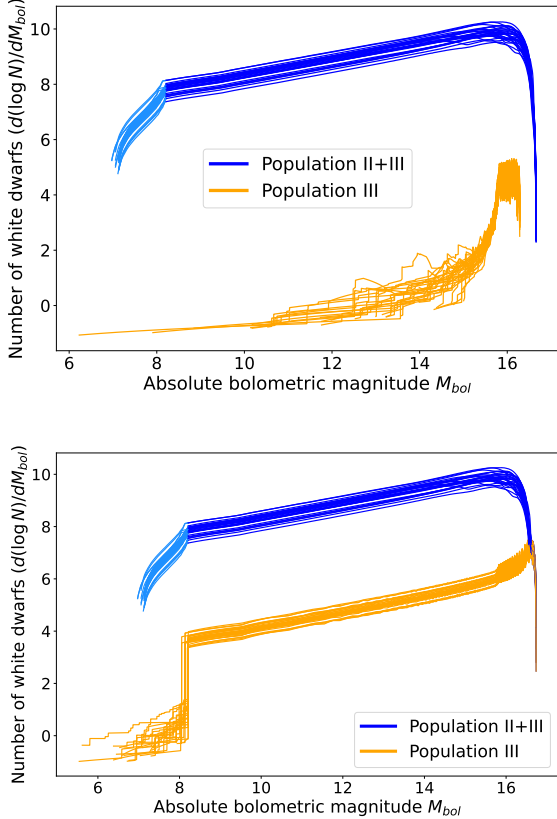 Number of white dwarfs (d(log N)/dM_bol)
10
8
6
4
2
0
Population II+III
Population III
6 8 10 12 14 16
Absolute bolometric magnitude M_bol
Number of white dwarfs (d(log N)/dM_bol)
10
8
6
4
2
0
Population II+III
Population III
6 8 10 12 14 16
Absolute bolometric magnitude M_bol